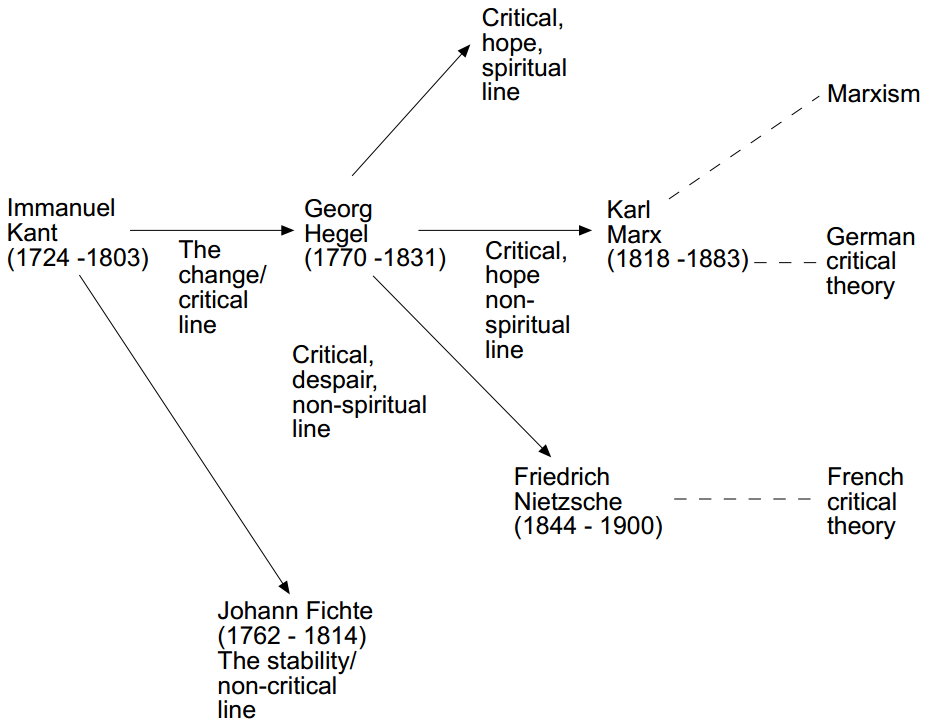 Critical,
hope,
spiritual
line
Marxism
Immanuel
Kant
(1724 -1803)
The
change/
critical
line
Georg
Hegel
(1770 -1831)
Critical,
hope
non-
spiritual
line
Karl
Marx
(1818 -1883)
German
critical
theory
Critical,
despair,
non-spiritual
line
Friedrich
Nietzsche
(1844 - 1900)
French
critical
theory
Johann Fichte
(1762 - 1814)
The stability/
non-critical
line